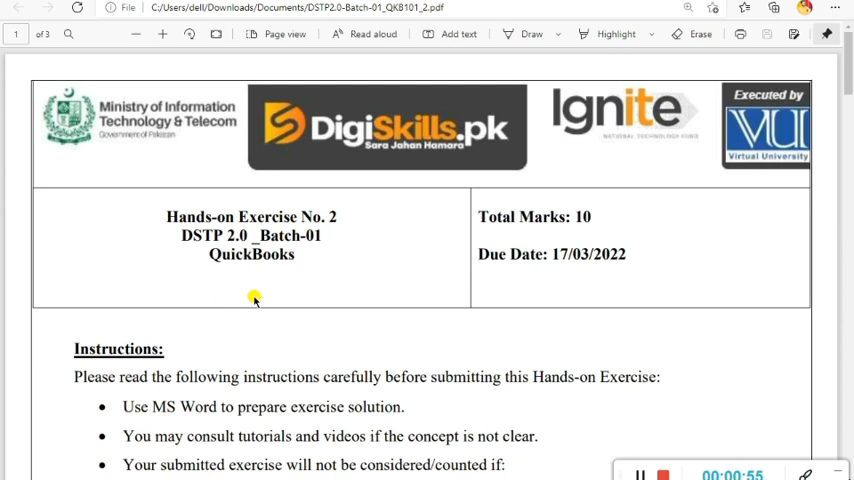 File | C:/Users/dell/Downloads/Documents/DSTP2.0-Batch-01_QKB101_2.pdf
1 of 3 Page view Read aloud Add text Draw Highlight Erase
Ministry of Information
Technology & Telecom
Government of Pakistan
DigiSkills.pk
Sara Jahan Hamara
Ignite
NATIONAL TECHNOLOGY FUND
Executed by
VU
Virtual University
Hands-on Exercise No. 2
DSTP 2.0 _Batch-01
QuickBooks
Total Marks: 10
Due Date: 17/03/2022
Instructions:
Please read the following instructions carefully before submitting this Hands-on Exercise:
• Use MS Word to prepare exercise solution.
• You may consult tutorials and videos if the concept is not clear.
• Your submitted exercise will not be considered/counted if:
00:00:55